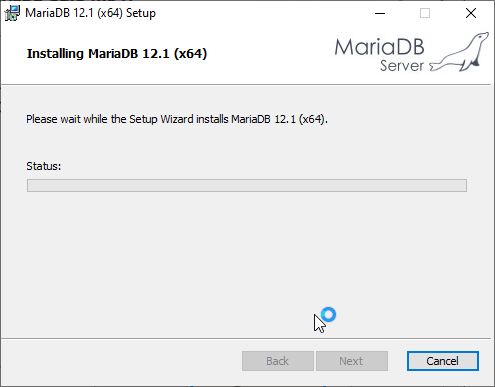 MariaDB 12.1 (x64) Setup
Installing MariaDB 12.1 (x64)
MariaDB
Server
Please wait while the Setup Wizard installs MariaDB 12.1 (x64).
Status:
Back
Next
Cancel